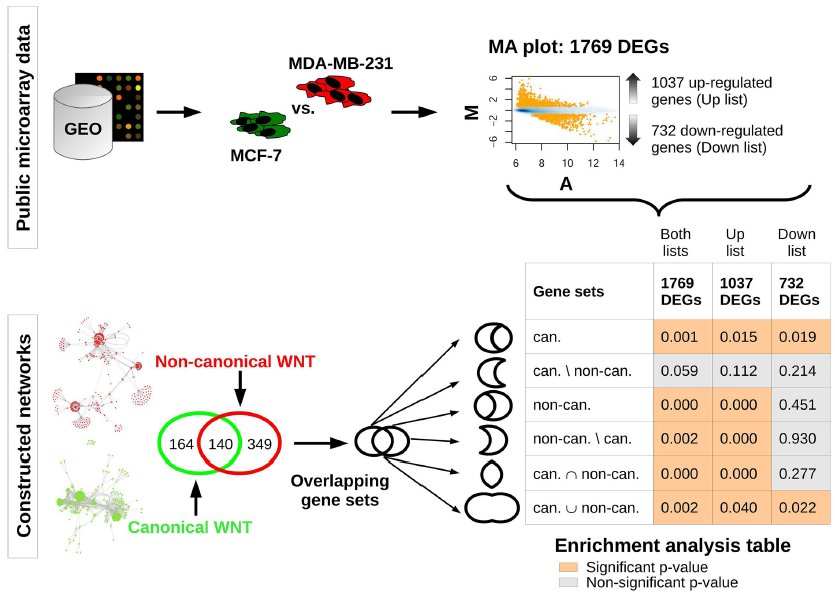 Public microarray data
GEO
MDA-MB-231
vs.
MCF-7
MA plot: 1769 DEGs
M
6
2
−2
−6
6 8 10 12 14
A
1037 up-regulated
genes (Up list)
732 down-regulated
genes (Down list)
Constructed networks
Non-canonical WNT
164 140 349
Canonical WNT
Overlapping
gene sets
Both lists Up list Down list
Gene sets 1769 DEGs 1037 DEGs 732 DEGs
can. 0.001 0.015 0.019
can. \ non-can. 0.059 0.112 0.214
non-can. 0.000 0.000 0.451
non-can. \ can. 0.002 0.000 0.930
can. ∩ non-can. 0.000 0.000 0.277
can. ∪ non-can. 0.002 0.040 0.022
Enrichment analysis table
Significant p-value
Non-significant p-value